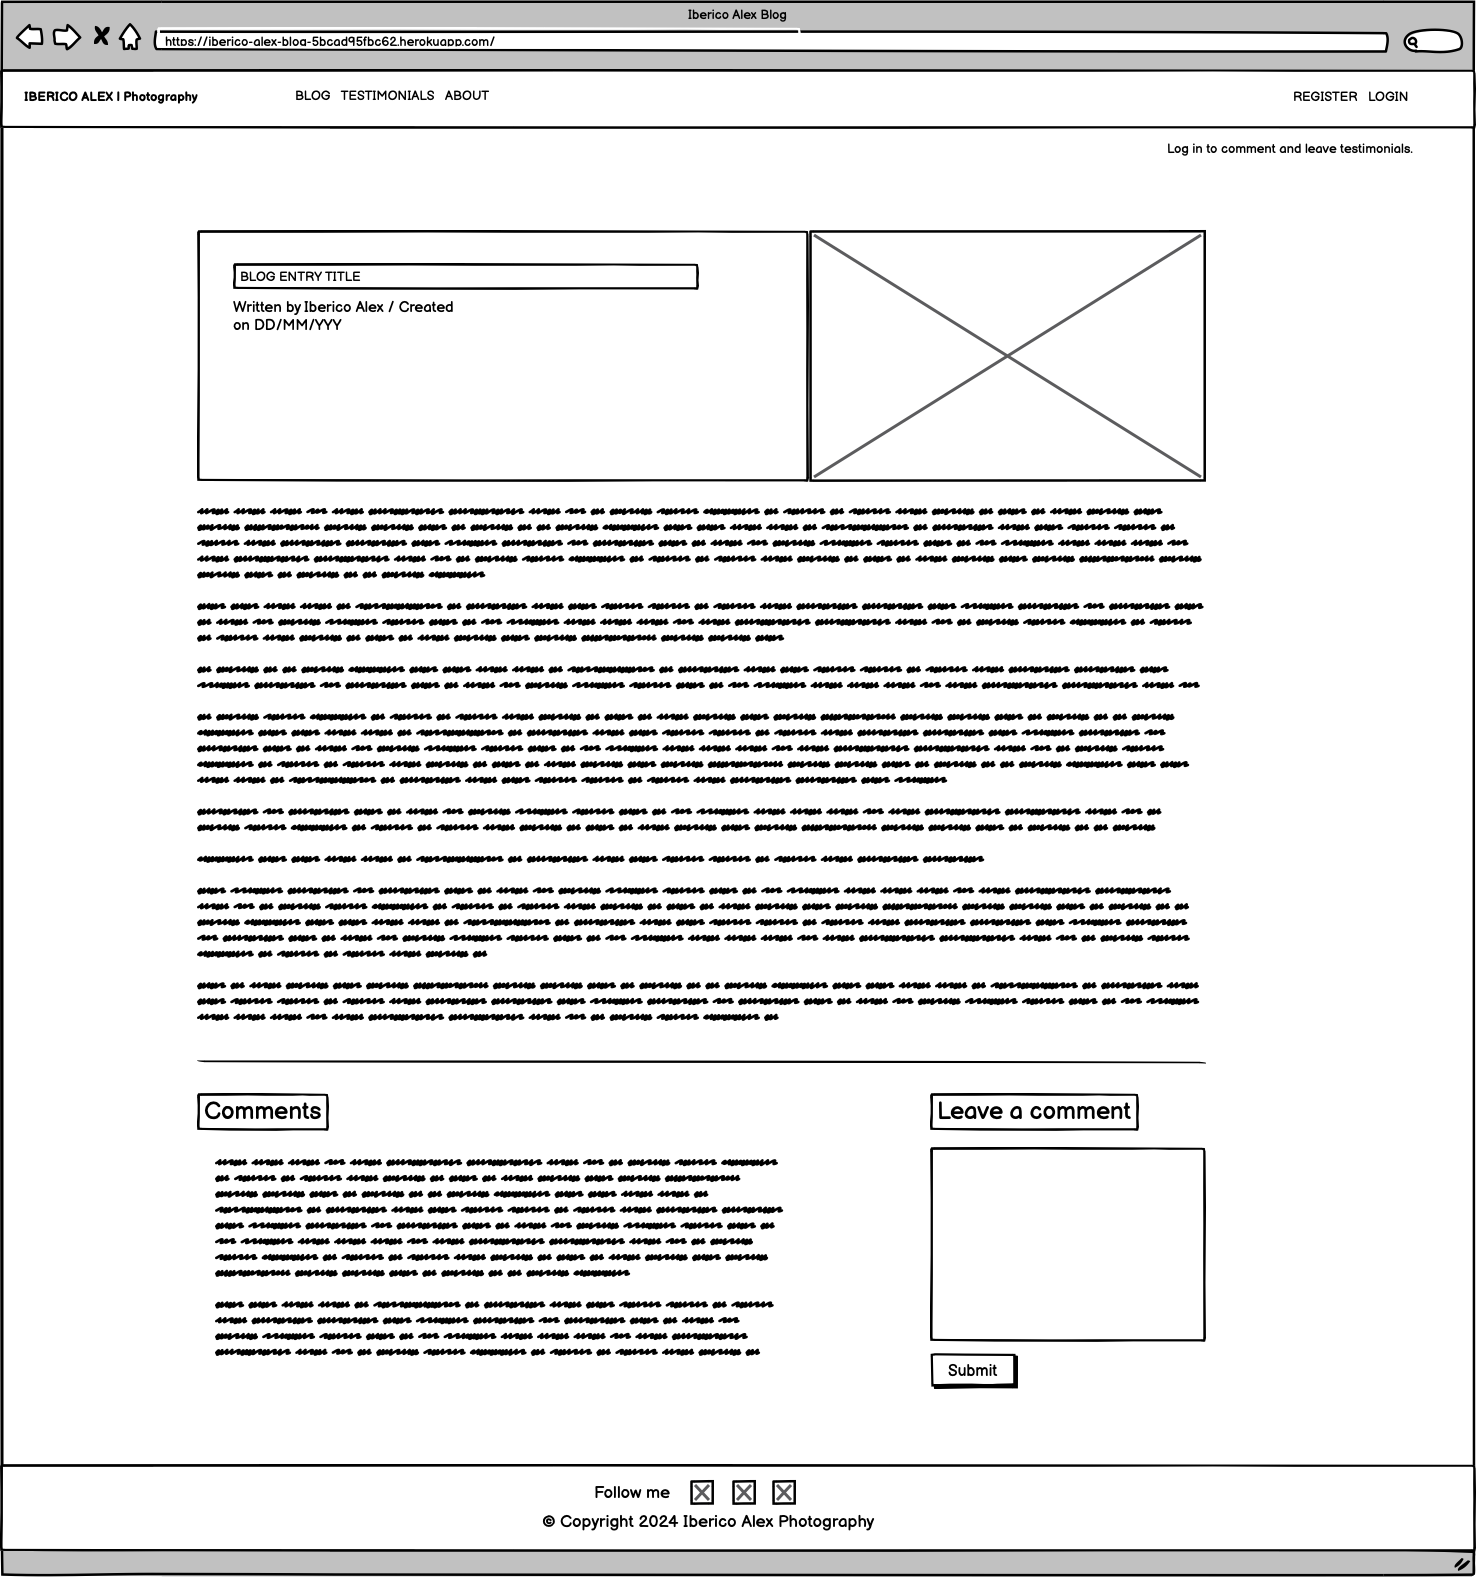 Iberico Alex Blog
https://iberico-alex-blog-5bcad95fbc62.herokuapp.com/
IBERICO ALEX | Photography BLOG TESTIMONIALS ABOUT REGISTER LOGIN
Log in to comment and leave testimonials.
BLOG ENTRY TITLE
Written by Iberico Alex / Created
on DD/MM/YYY
Comments
Leave a comment
Submit
Follow me
© Copyright 2024 Iberico Alex Photography